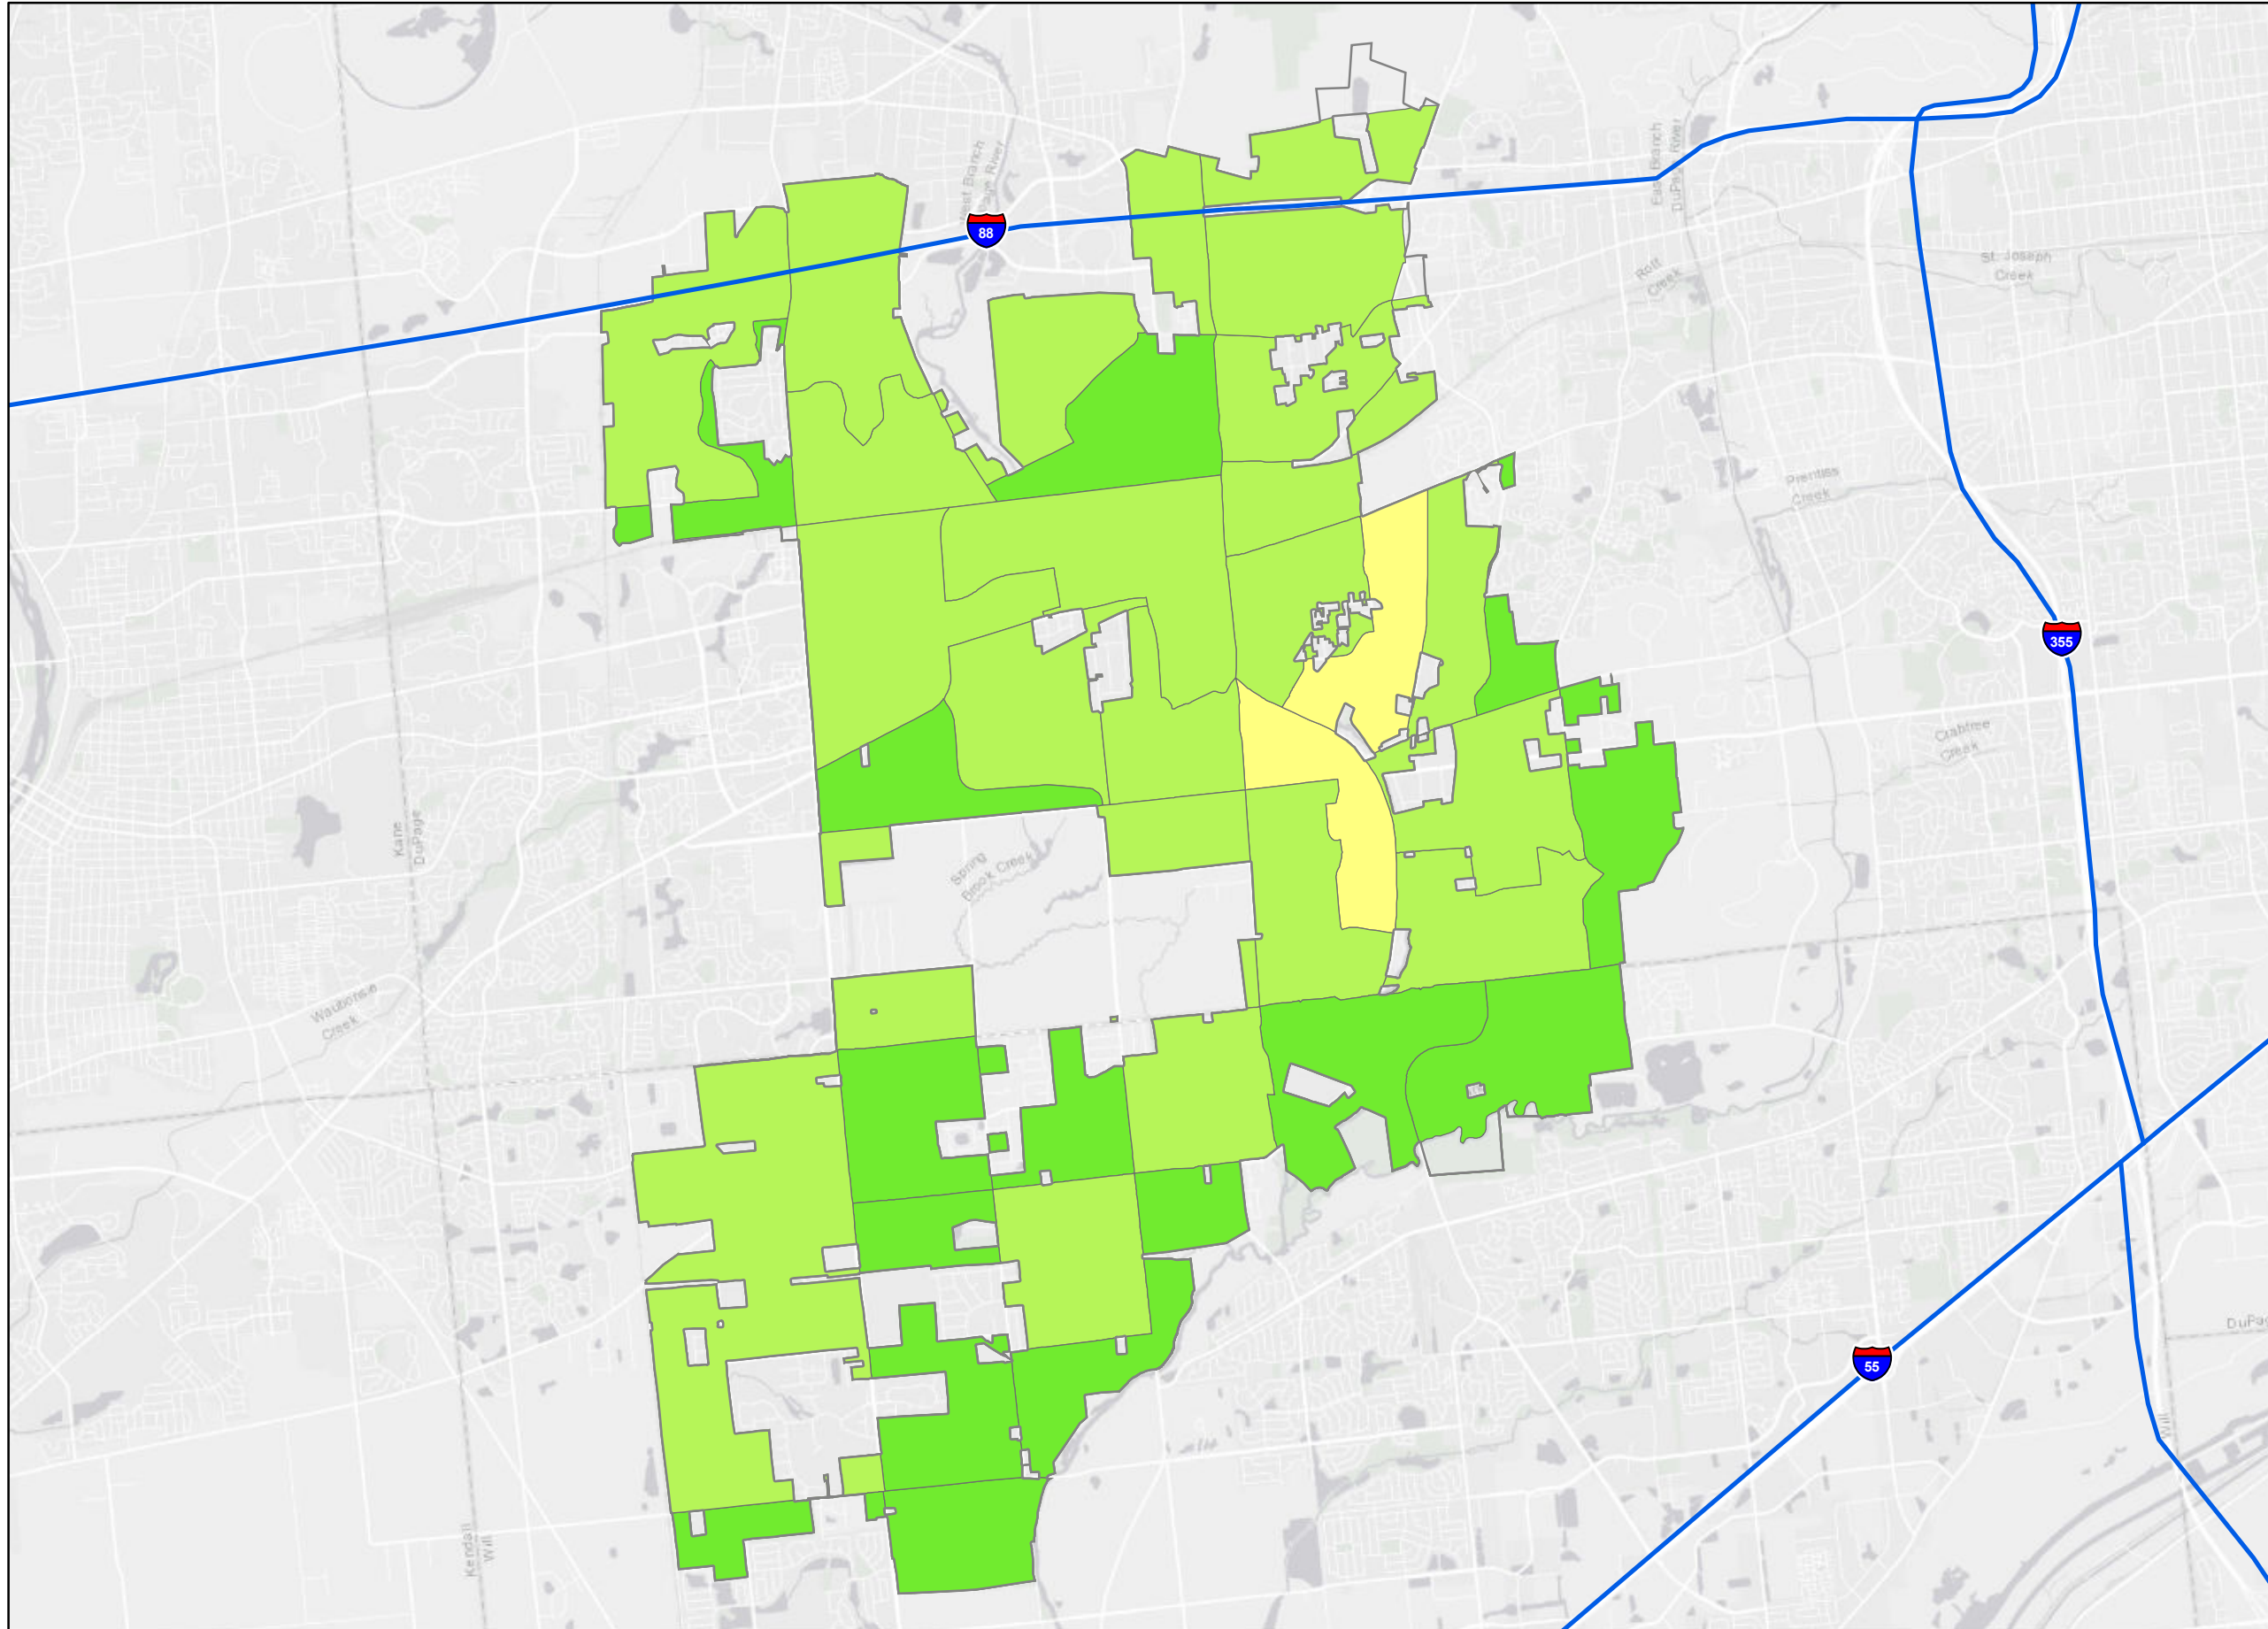 West Branch
DuPage River
88
East Branch
DuPage River
Rott
Creek
St. Joseph
Creek
Prentiss
Creek
355
Crabtree
Creek
Kane
DuPage
Spring
Brook Creek
Waubonsie
Creek
55
Will
Kendall
Will